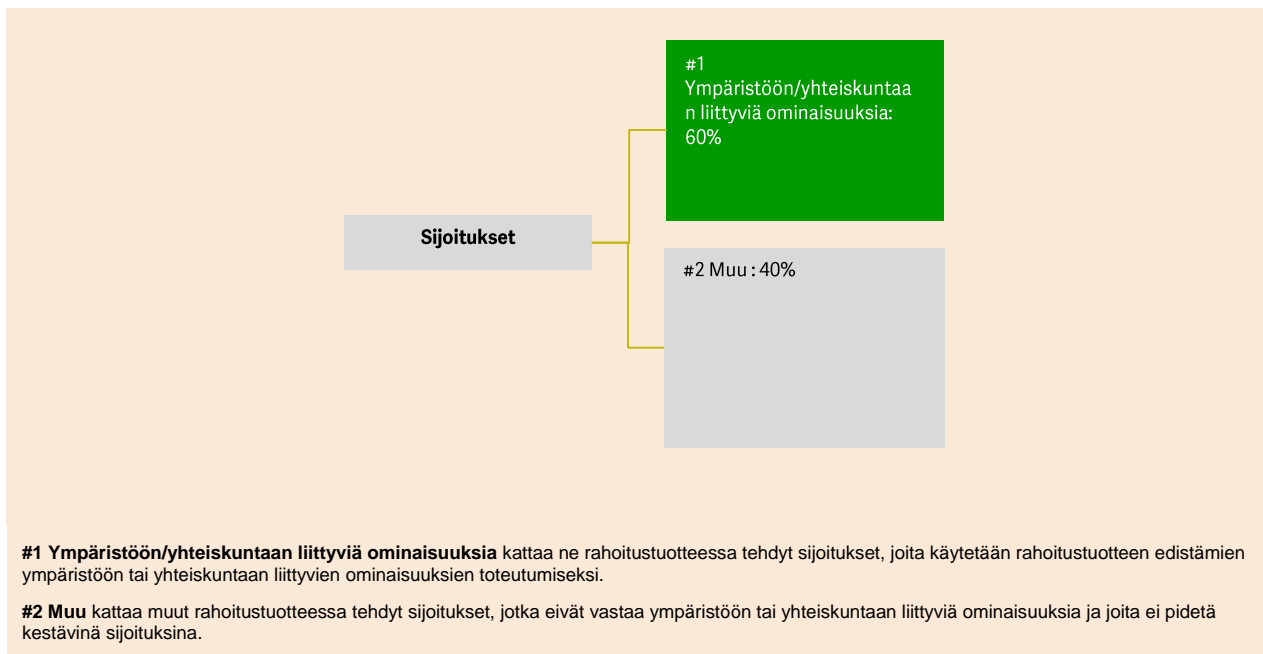 #1
Ympäristöön/yhteiskuntaa
n liittyviä ominaisuuksia:
60%
Sijoitukset
#2 Muu : 40%
#1 Ympäristöön/yhteiskuntaan liittyviä ominaisuuksia kattaa ne rahoitustuotteessa tehdyt sijoitukset, joita käytetään rahoitustuotteen edistämien
ympäristöön tai yhteiskuntaan liittyvien ominaisuuksien toteutumiseksi.
#2 Muu kattaa muut rahoitustuotteessa tehdyt sijoitukset, jotka eivät vastaa ympäristöön tai yhteiskuntaan liittyviä ominaisuuksia ja joita ei pidetä
kestävinä sijoituksina.